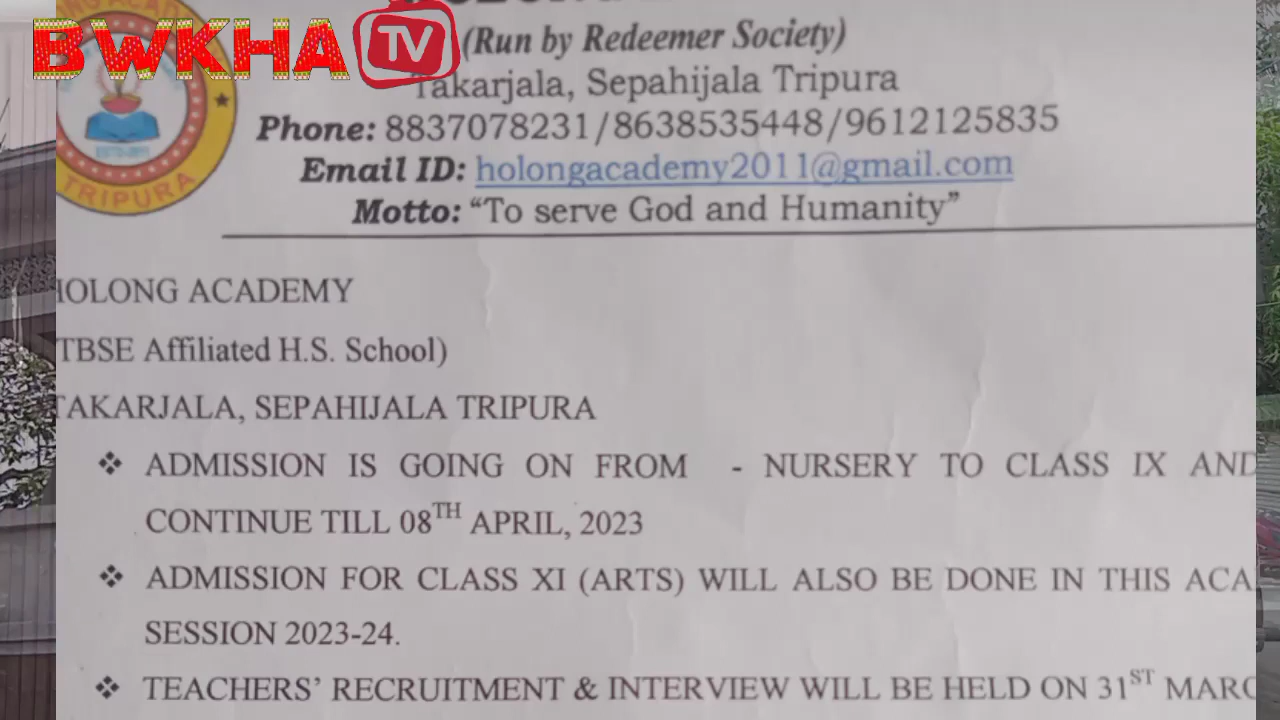 BWKHA TV
(Run by Redeemer Society)
Takarjala, Sepahijala Tripura
Phone: 8837078231/8638535448/9612125835
Email ID: holongacademy2011@gmail.com
Motto: “To serve God and Humanity”
TRIPURA
HOLONG ACADEMY
TBSE Affiliated H.S. School)
TAKARJALA, SEPAHIJALA TRIPURA
❖ ADMISSION IS GOING ON FROM - NURSERY TO CLASS IX AND
CONTINUE TILL 08TH APRIL, 2023
❖ ADMISSION FOR CLASS XI (ARTS) WILL ALSO BE DONE IN THIS ACA
SESSION 2023-24.
❖ TEACHERS’ RECRUITMENT & INTERVIEW WILL BE HELD ON 31ST MARC